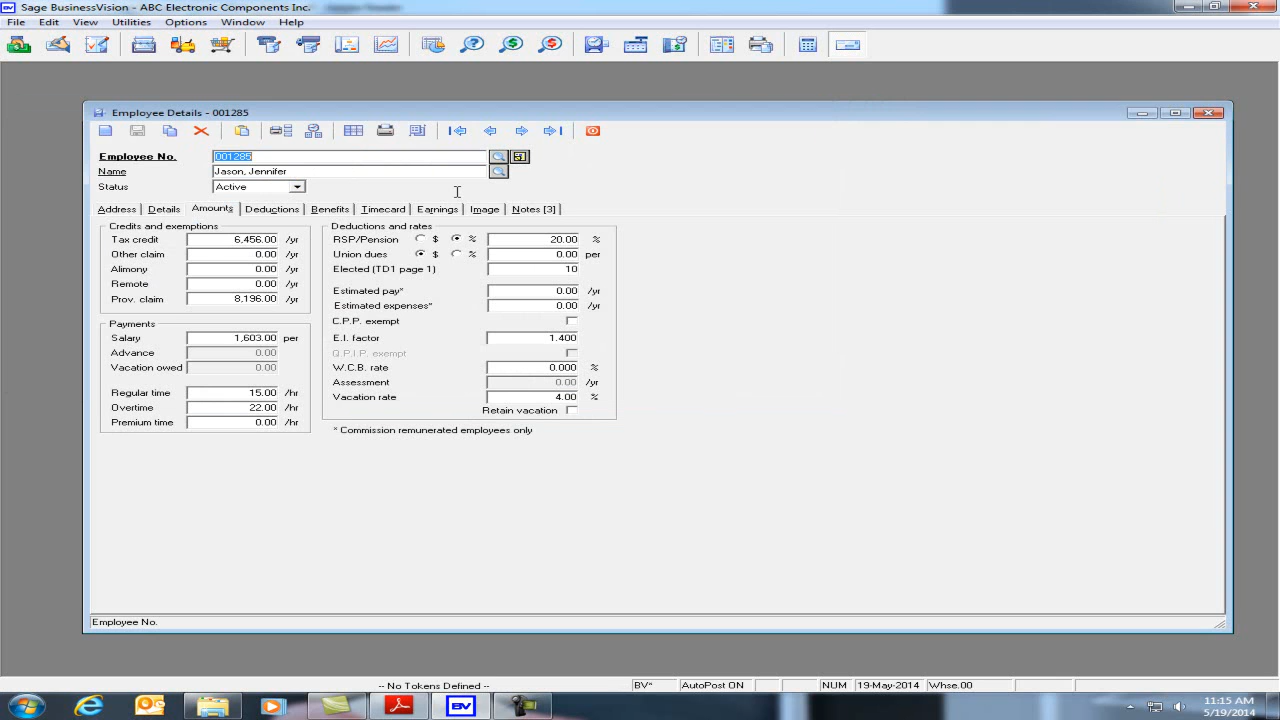 Sage BusinessVision - ABC Electronic Components Inc.
File Edit View Utilities Options Window Help
Employee Details - 001285
Employee No. 001285
Name Jason, Jennifer
Status Active
Address Details Amounts Deductions Benefits Timecard Earnings Image Notes [3]
Credits and exemptions
Tax credit 6,456.00 /yr
Other claim 0.00 /yr
Alimony 0.00 /yr
Remote 0.00 /yr
Prov. claim 8,196.00 /yr
Payments
Salary 1,603.00 per
Advance 0.00
Vacation owed 0.00
Regular time 15.00 /hr
Overtime 22.00 /hr
Premium time 0.00 /hr
Deductions and rates
RSP/Pension $ % 20.00 %
Union dues $ % 0.00 per
Elected (TD1 page 1) 10
Estimated pay* 0.00 /yr
Estimated expenses* 0.00 /yr
C.P.P. exempt
E.I. factor 1.400
Q.P.I.P. exempt
W.C.B. rate 0.000 %
Assessment 0.00 /yr
Vacation rate 4.00 %
Retain vacation
* Commission remunerated employees only
Employee No.
-- No Tokens Defined -- BV* AutoPost ON NUM 19-May-2014 Whse.00
BV
11:15 AM
5/19/2014